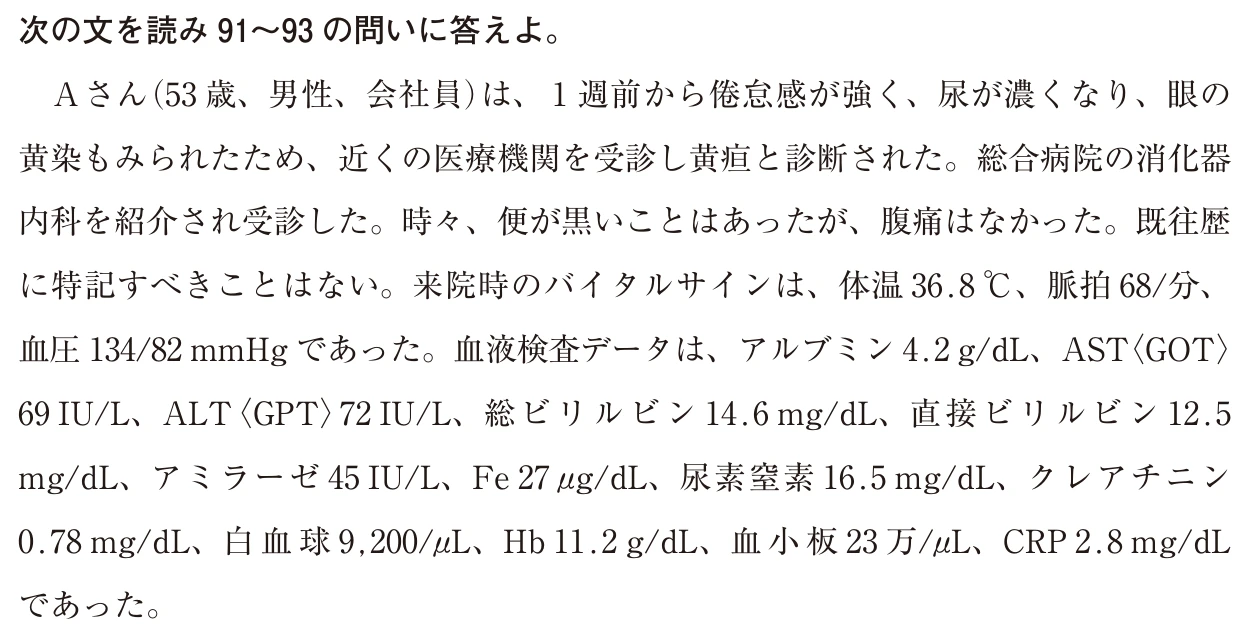 次の文を読み 91〜93 の問いに答えよ。
Aさん(53 歳、男性、会社員)は、1 週前から倦怠感が強く、尿が濃くなり、眼の
黄染もみられたため、近くの医療機関を受診し黄疸と診断された。総合病院の消化器
内科を紹介され受診した。時々、便が黒いことはあったが、腹痛はなかった。既往歴
に特記すべきことはない。来院時のバイタルサインは、体温 36.8 ℃、脈拍 68/分、
血圧 134/82 mmHg であった。血液検査データは、アルブミン 4.2 g/dL、AST〈GOT〉
69 IU/L、ALT〈GPT〉72 IU/L、総ビリルビン 14.6 mg/dL、直接ビリルビン 12.5
mg/dL、アミラーゼ 45 IU/L、Fe 27 μg/dL、尿素窒素 16.5 mg/dL、クレアチニン
0.78 mg/dL、白血球 9,200/μL、Hb 11.2 g/dL、血小板 23 万/μL、CRP 2.8 mg/dL
であった。